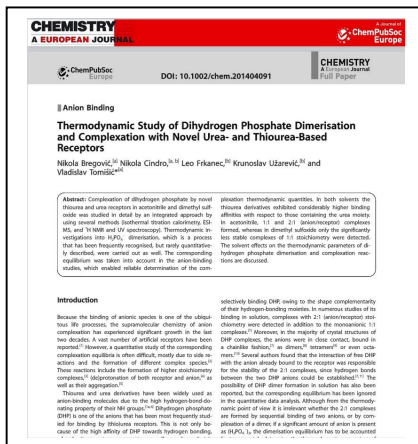 CHEMISTRY
A EUROPEAN JOURNAL
A Journal of
ChemPubSoc
Europe
ChemPubSoc
Europe
DOI: 10.1002/chem.201404091
CHEMISTRY
A European Journal
Full Paper
Anion Binding
Thermodynamic Study of Dihydrogen Phosphate Dimerisation
and Complexation with Novel Urea- and Thiourea-Based
Receptors
Nikola Bregović,[a] Nikola Cindro,[a, b] Leo Frkanec,[b] Krunoslav Užarević,[b] and
Vladislav Tomišić*[a]
Abstract: Complexation of dihydrogen phosphate by novel
thiourea and urea receptors in acetonitrile and dimethyl sulf-
oxide was studied in detail by an integrated approach by
using several methods (isothermal titration calorimetry, ESI-
MS, and 1H NMR and UV spectroscopy). Thermodynamic in-
vestigations into H2PO4− dimerisation, which is a process
that has been frequently recognised, but rarely quantitative-
ly described, were carried out as well. The corresponding
equilibrium was taken into account in the anion-binding
studies, which enabled reliable determination of the com-
plexation thermodynamic quantities. In both solvents the
thiourea derivatives exhibited considerably higher binding
affinities with respect to those containing the urea moiety.
In acetonitrile, 1:1 and 2:1 (anion/receptor) complexes
formed, whereas in dimethyl sulfoxide only the significantly
less stable complexes of 1:1 stoichiometry were detected.
The solvent effects on the thermodynamic parameters of di-
hydrogen phosphate dimerisation and complexation reac-
tions are discussed.
Introduction
Because the binding of anionic species is one of the ubiqui-
tous life processes, the supramolecular chemistry of anion
complexation has experienced significant growth in the last
two decades. A vast number of artificial receptors have been
reported.[1] However, a quantitative study of the corresponding
complexation equilibria is often difficult, mostly due to side re-
actions and the formation of different complex species.[2]
These reactions include the formation of higher stoichiometry
complexes,[3] (de)protonation of both receptor and anion,[4] as
well as their aggregation.[5]
Thiourea and urea derivatives have been widely used as
anion-binding molecules due to the high hydrogen-bond-do-
nating property of their NH groups.[1a,6] Dihydrogen phosphate
(DHP) is one of the anions that has been most frequently stud-
ied for binding by (thio)urea receptors. This is not only be-
cause of the high affinity of DHP towards hydrogen bonding,
selectively binding DHP, owing to the shape complementarity
of their hydrogen-bonding moieties. In numerous studies of its
binding in solution, complexes with 2:1 (anion/receptor) stoi-
chiometry were detected in addition to the monoanionic 1:1
complexes.[7] Moreover, in the majority of crystal structures of
DHP complexes, the anions were in close contact, bound in
a chainlike fashion,[7] as dimers,[8] tetramers[9] or even octa-
mers.[10] Several authors found that the interaction of free DHP
with the anion already bound to the receptor was responsible
for the stability of the 2:1 complexes, since hydrogen bonds
between the two DHP anions could be established.[7,11] The
possibility of DHP dimer formation in solution has also been
reported, but the corresponding equilibrium has been ignored
in the quantitative data analysis. Although from the thermody-
namic point of view it is irrelevant whether the 2:1 complexes
are formed by sequential binding of two anions, or by com-
plexation of a dimer, if a significant amount of anion is present
as (H2PO4−)2, the dimerisation equilibrium has to be accounted